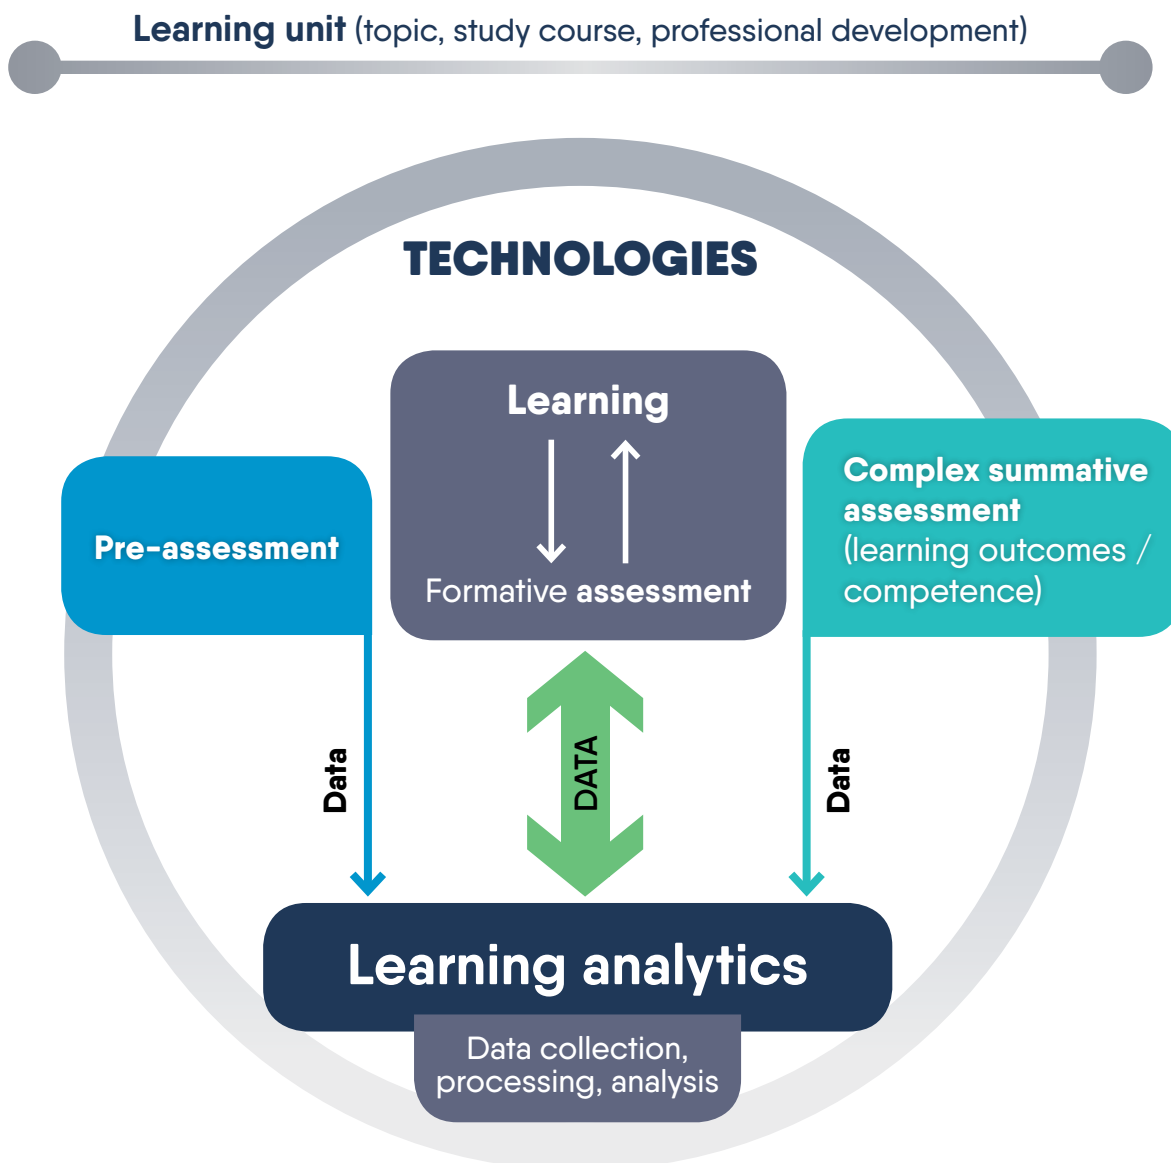 Learning unit (topic, study course, professional development)
TECHNOLOGIES
Learning
Formative assessment
Pre-assessment
Complex summative
assessment
(learning outcomes /
competence)
Data
DATA
Data
Learning analytics
Data collection,
processing, analysis